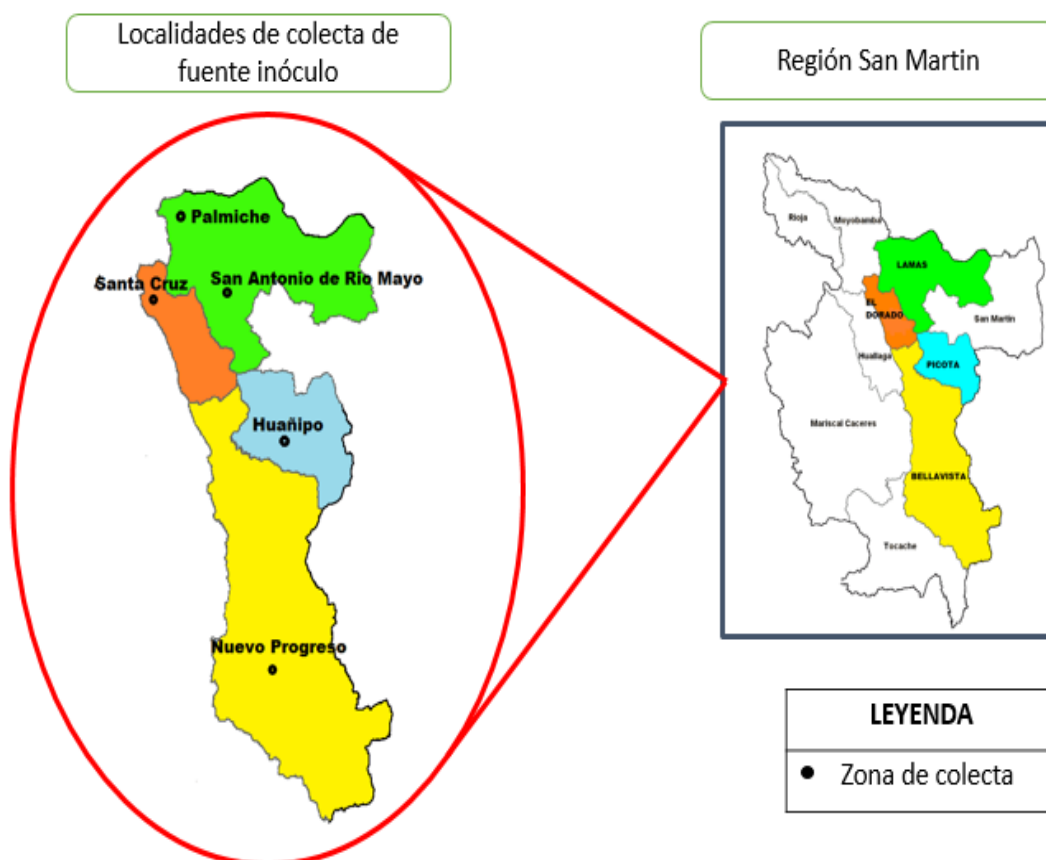 Localidades de colecta de
fuente inóculo
Región San Martin
Palmiche
Santa Cruz
San Antonio de Río Mayo
Huañipo
Nuevo Progreso
Rioja
Moyobamba
LAMAS
EL
DORADO
San Martin
Huallaga
PICOTA
Mariscal Caceres
BELLAVISTA
Tocache
LEYENDA
Zona de colecta